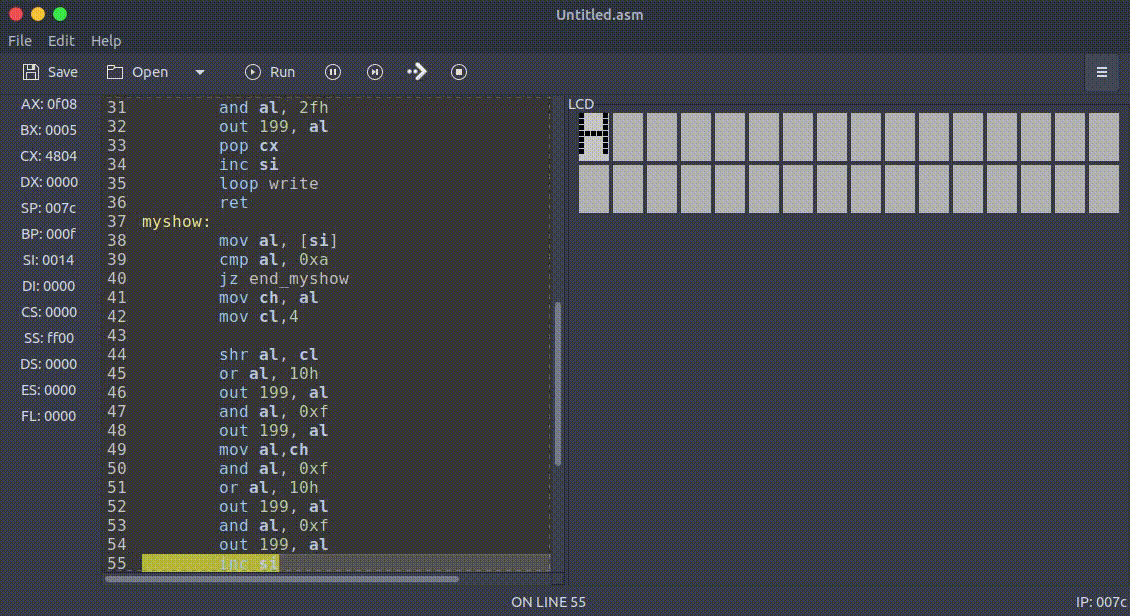 Untitled.asm
File Edit Help
Save Open Run
AX: 0f08
BX: 0005
CX: 4804
DX: 0000
SP: 007c
BP: 000f
SI: 0014
DI: 0000
CS: 0000
SS: ff00
DS: 0000
ES: 0000
FL: 0000
31 and al, 2fh
32 out 199, al
33 pop cx
34 inc si
35 loop write
36 ret
37 myshow:
38 mov al, [si]
39 cmp al, 0xa
40 jz end_myshow
41 mov ch, al
42 mov cl,4
43
44 shr al, cl
45 or al, 10h
46 out 199, al
47 and al, 0xf
48 out 199, al
49 mov al,ch
50 and al, 0xf
51 or al, 10h
52 out 199, al
53 and al, 0xf
54 out 199, al
55 inc si
LCD
H
ON LINE 55
IP: 007c